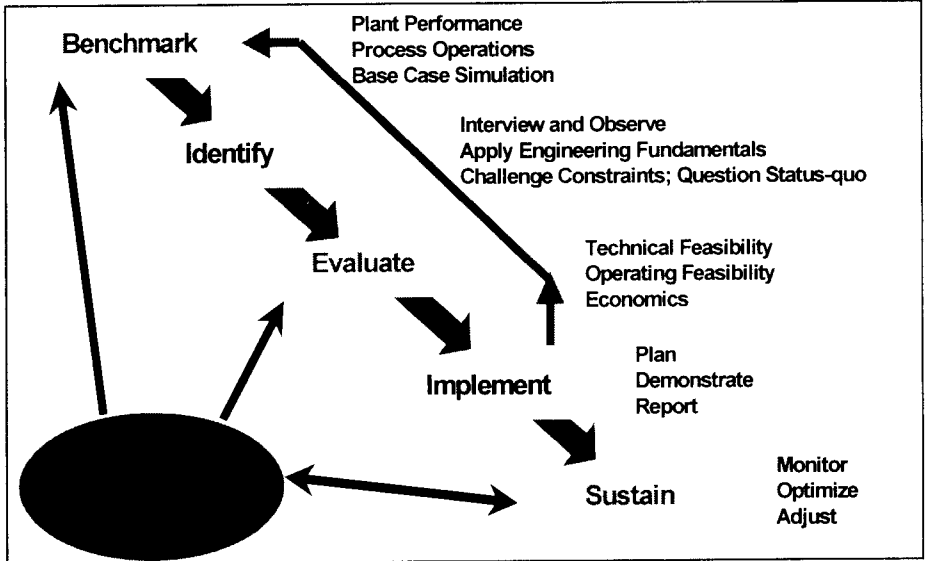 Benchmark
Plant Performance
Process Operations
Base Case Simulation
Identify
Interview and Observe
Apply Engineering Fundamentals
Challenge Constraints; Question Status-quo
Evaluate
Technical Feasibility
Operating Feasibility
Economics
Implement
Plan
Demonstrate
Report
Sustain
Monitor
Optimize
Adjust